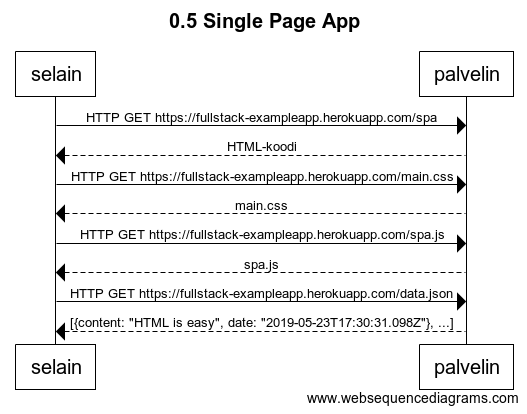 0.5 Single Page App
selain palvelin
HTTP GET https://fullstack-exampleapp.herokuapp.com/spa
HTML-koodi
HTTP GET https://fullstack-exampleapp.herokuapp.com/main.css
main.css
HTTP GET https://fullstack-exampleapp.herokuapp.com/spa.js
spa.js
HTTP GET https://fullstack-exampleapp.herokuapp.com/data.json
[{content: "HTML is easy", date: "2019-05-23T17:30:31.098Z"}, ...]
selain palvelin
www.websequencediagrams.com